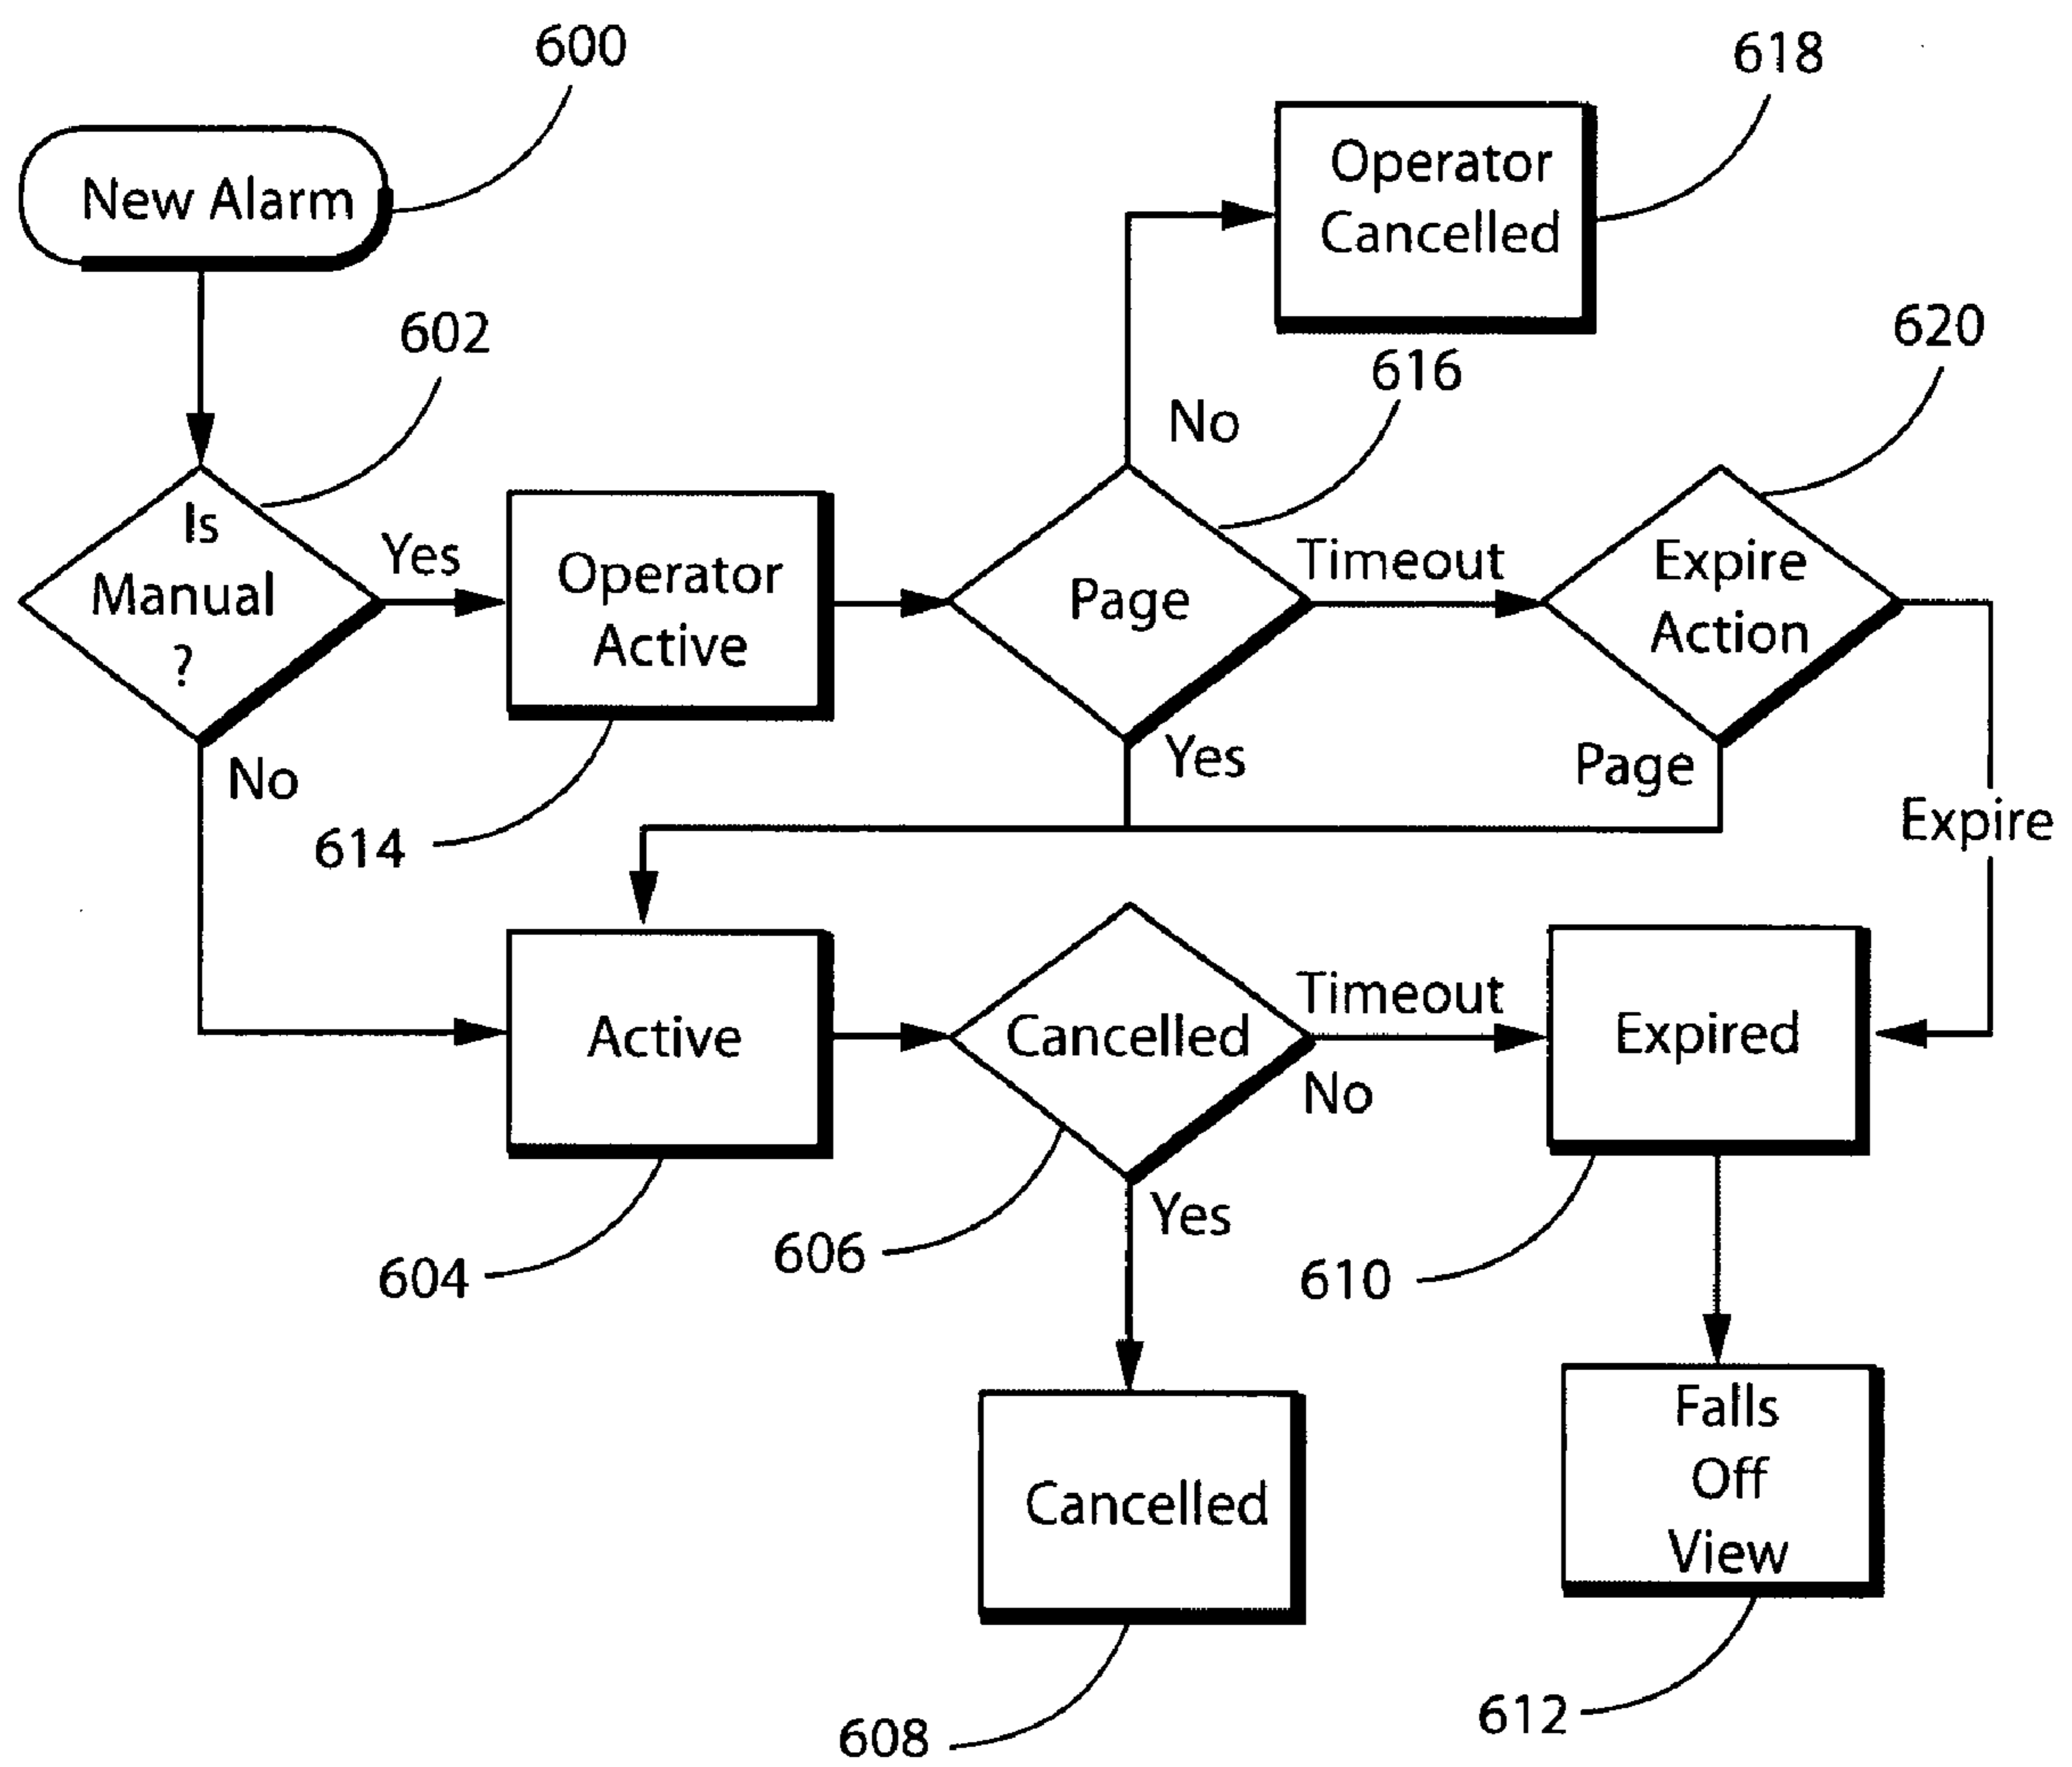 600
618
New Alarm
Operator
Cancelled
602
620
616
No
Is
Manual
?
Yes
Operator
Active
Page
Timeout
Expire
Action
No
Yes
Page
614
Expire
Active
Cancelled
Timeout
No
Expired
Yes
604
606
610
Cancelled
Falls
Off
View
608
612